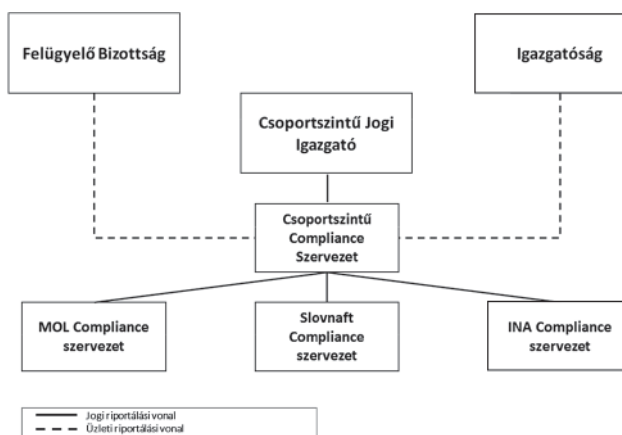 Felügyelő Bizottság
Igazgatóság
Csoportszintű Jogi
Igazgató
Csoportszintű
Compliance
Szervezet
MOL Compliance
szervezet
Slovnaft
Compliance
szervezet
INA Compliance
szervezet
Jogi riportálási vonal
Üzleti riportálási vonal